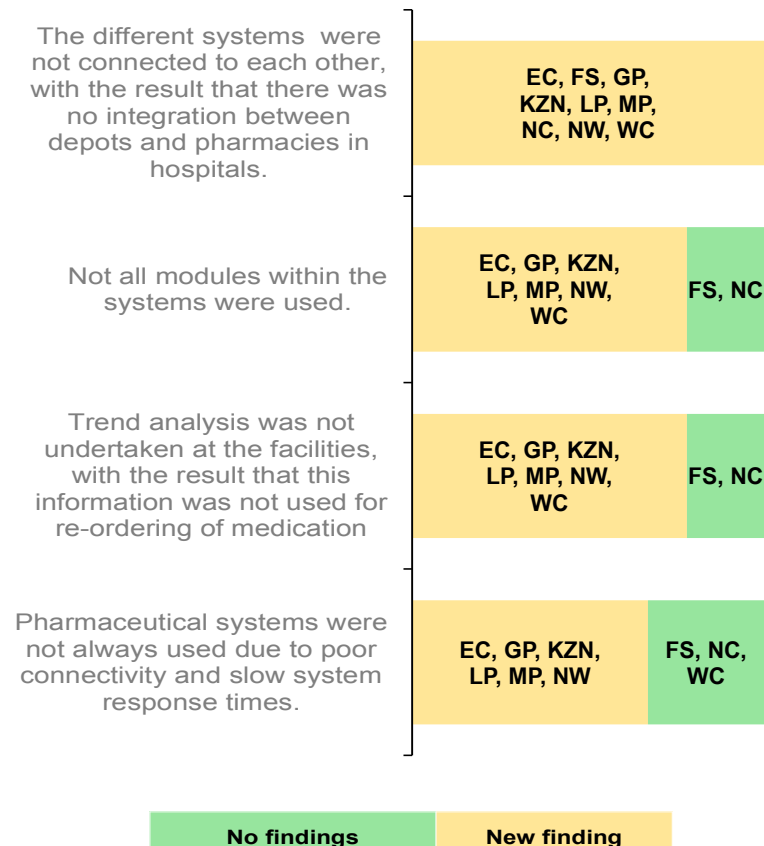 The different systems were
not connected to each other,
with the result that there was
no integration between
depots and pharmacies in
hospitals.
EC, FS, GP,
KZN, LP, MP,
NC, NW, WC
Not all modules within the
systems were used.
EC, GP, KZN,
LP, MP, NW,
WC
FS, NC
Trend analysis was not
undertaken at the facilities,
with the result that this
information was not used for
re-ordering of medication
EC, GP, KZN,
LP, MP, NW,
WC
FS, NC
Pharmaceutical systems were
not always used due to poor
connectivity and slow system
response times.
EC, GP, KZN,
LP, MP, NW
FS, NC,
WC
No findings
New finding